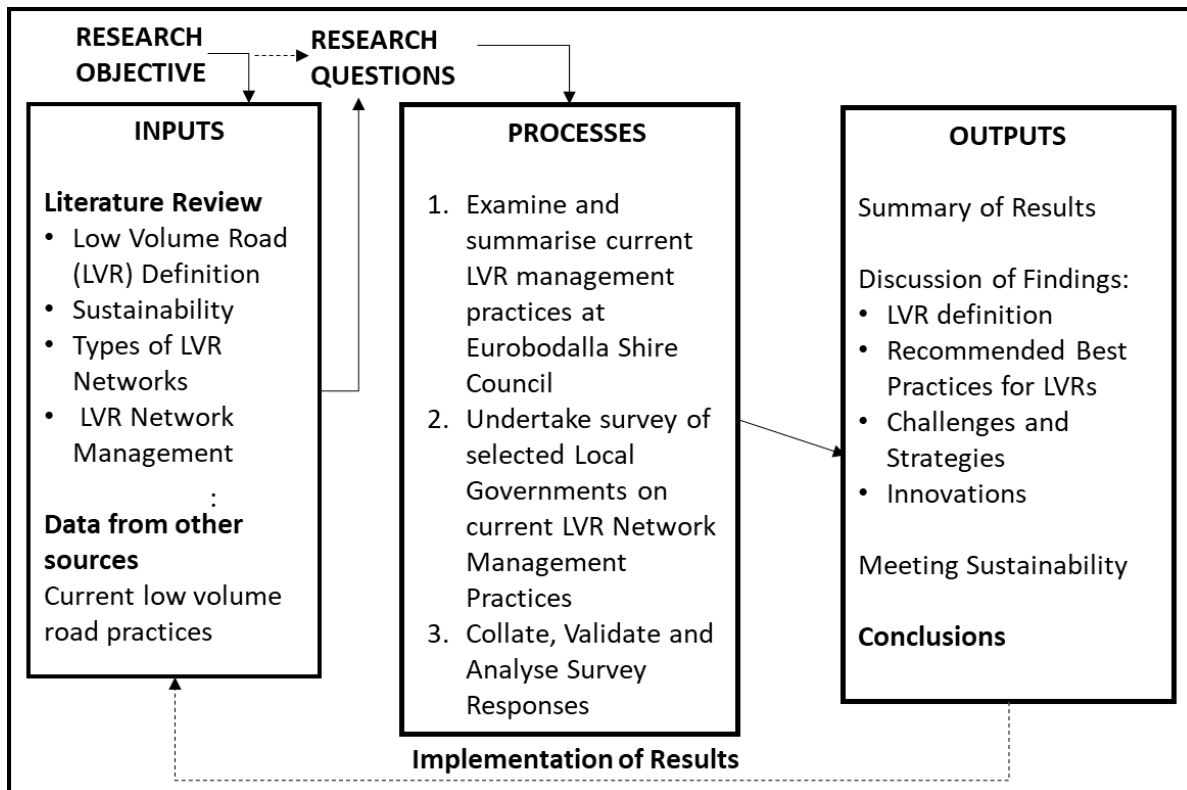 RESEARCH
OBJECTIVE
RESEARCH
QUESTIONS
INPUTS
Literature Review
• Low Volume Road
(LVR) Definition
• Sustainability
• Types of LVR
Networks
• LVR Network
Management
:
Data from other
sources
Current low volume
road practices
PROCESSES
1. Examine and
summarise current
LVR management
practices at
Eurobodalla Shire
Council
2. Undertake survey of
selected Local
Governments on
current LVR Network
Management
Practices
3. Collate, Validate and
Analyse Survey
Responses
OUTPUTS
Summary of Results
Discussion of Findings:
• LVR definition
• Recommended Best
Practices for LVRs
• Challenges and
Strategies
• Innovations
Meeting Sustainability
Conclusions
Implementation of Results